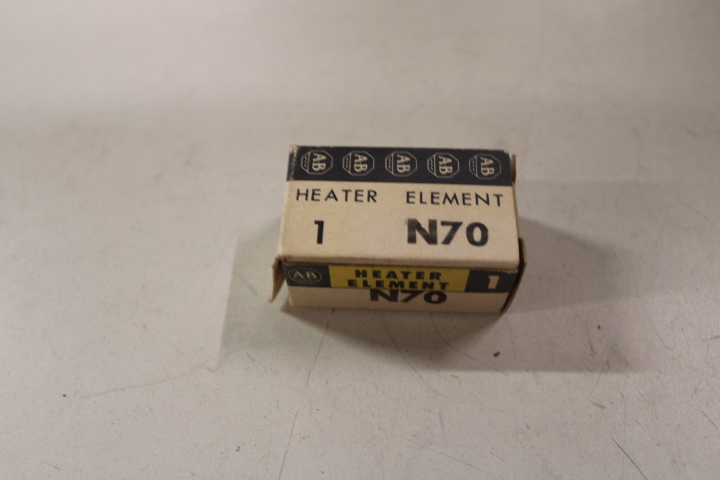 AB AB AB AB AB
HEATER ELEMENT
1 N70
AB HEATER 1
ELEMENT
N70